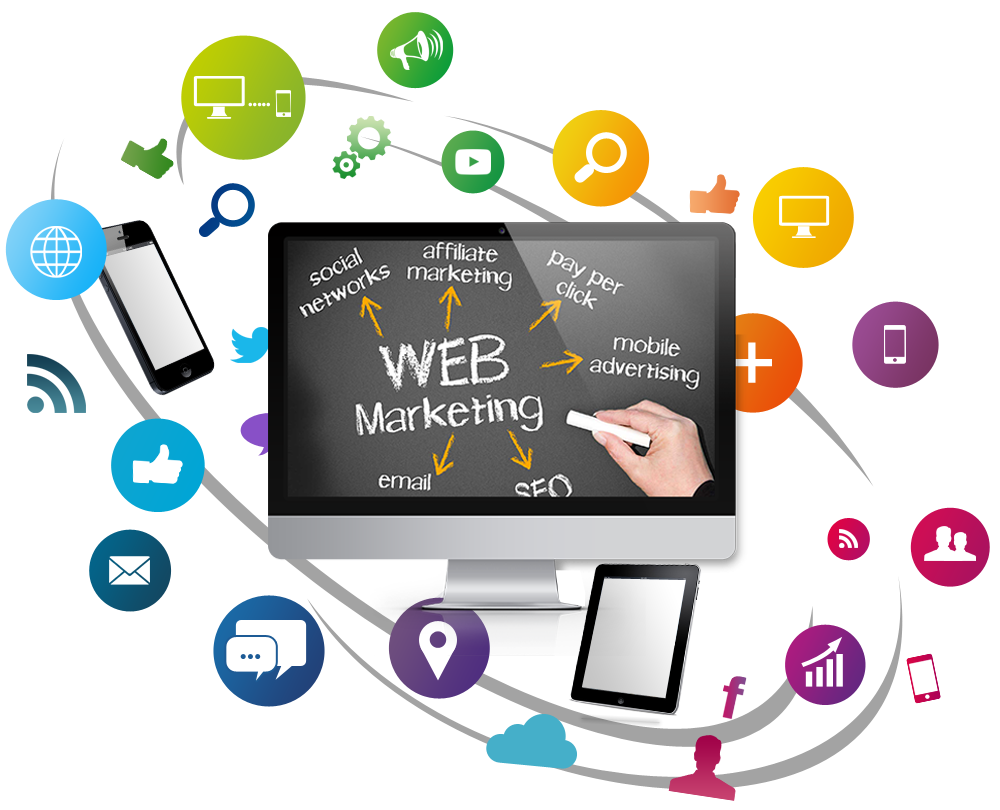 social
networks
affiliate
marketing
pay per
click
mobile
advertising
WEB
Marketing
email
SEO
f